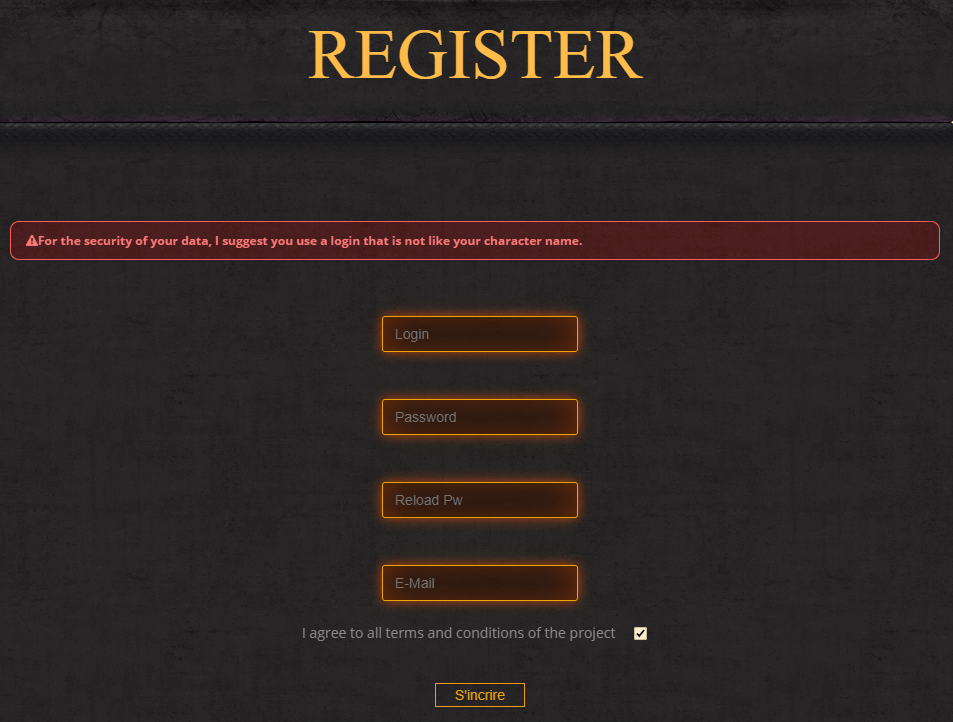 REGISTER
For the security of your data, I suggest you use a login that is not like your character name.
Login
Password
Reload Pw
E-Mail
I agree to all terms and conditions of the project
S'incrire